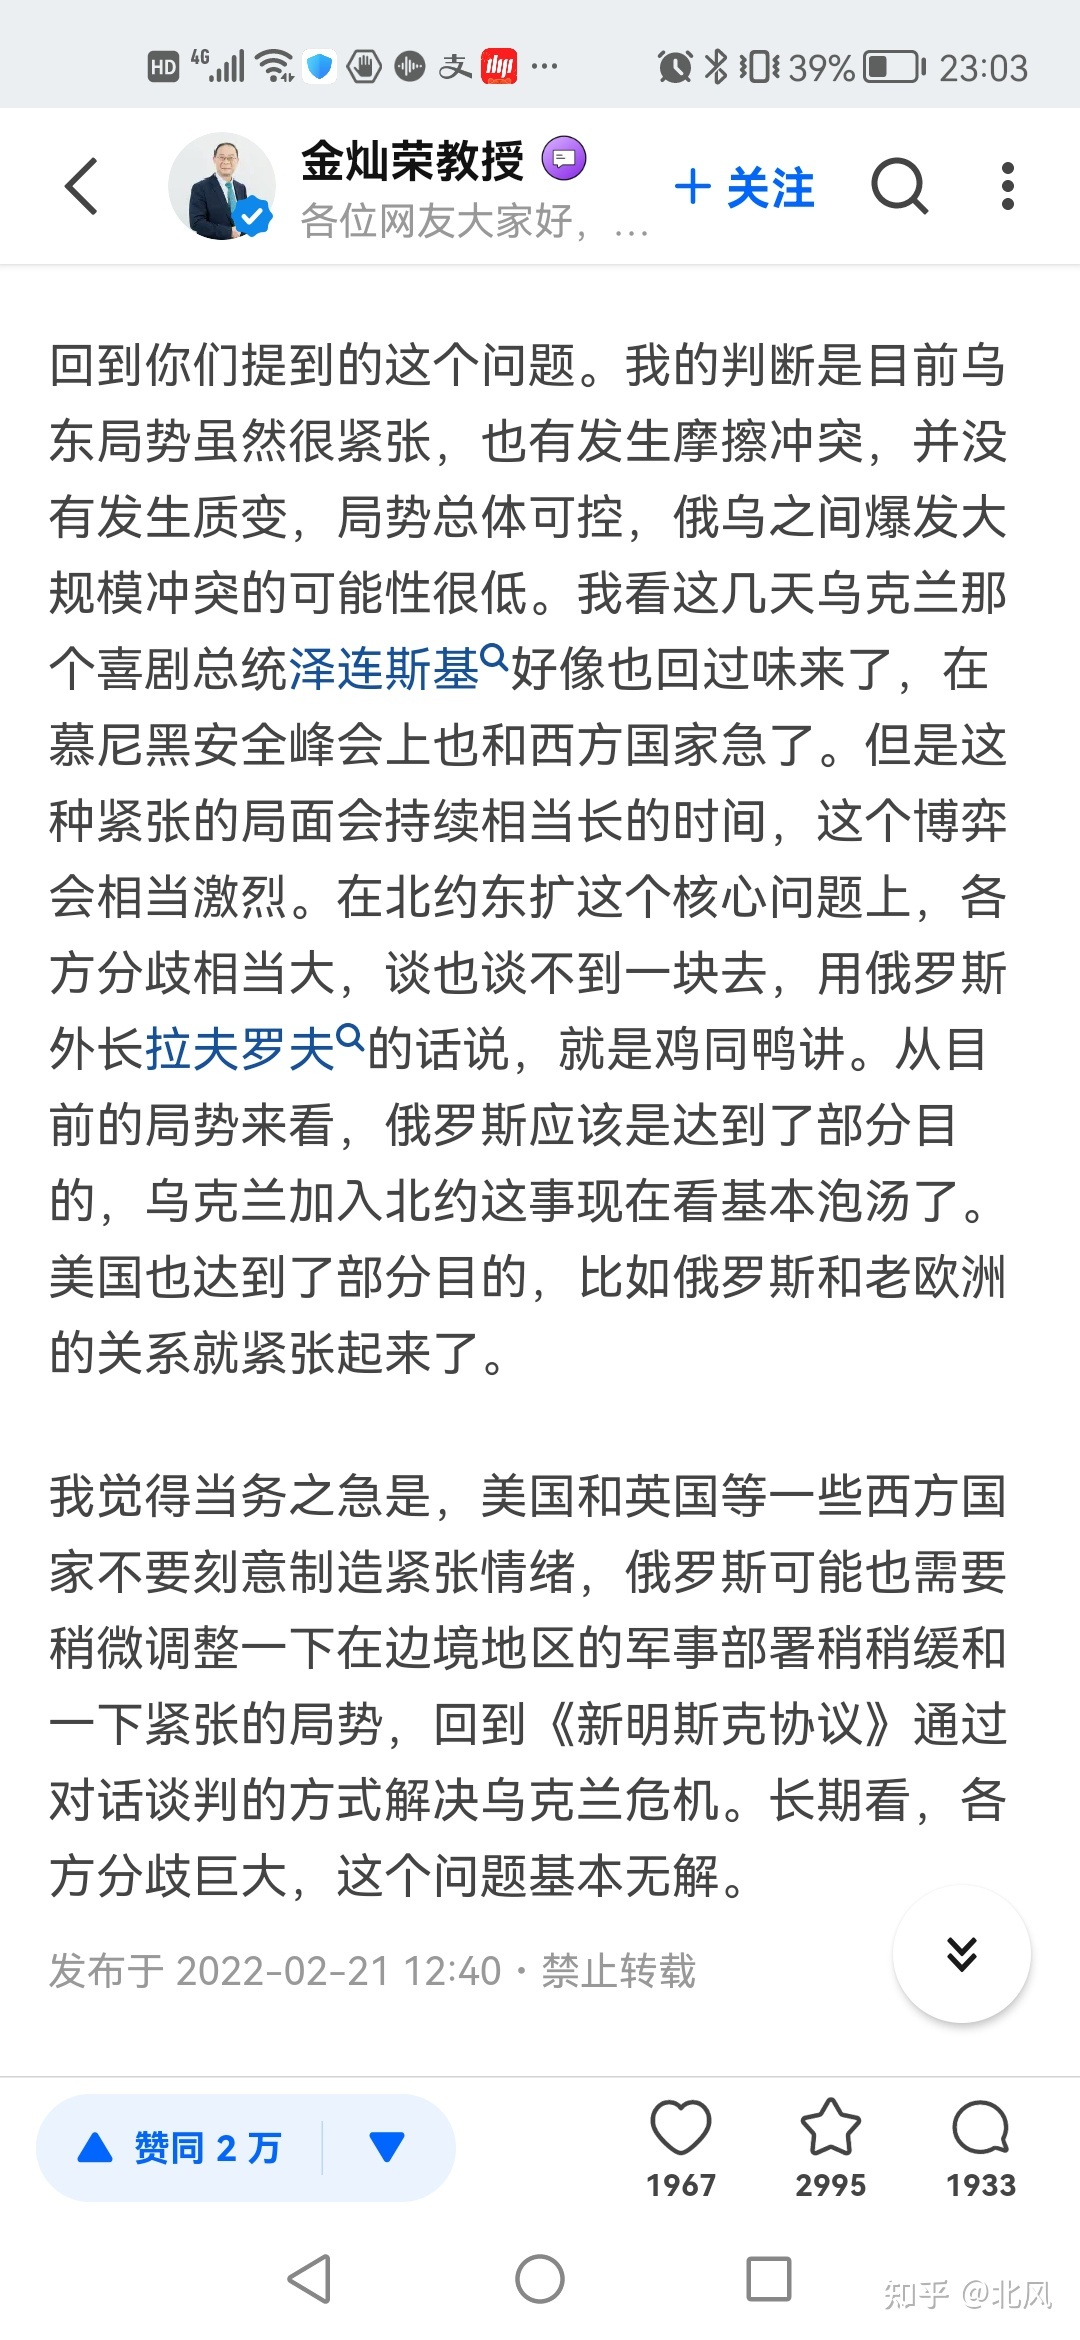 HD 4G 支 ··· 39% 23:03
金灿荣教授
+ 关注
各位网友大家好，...
回到你们提到的这个问题。我的判断是目前乌
东局势虽然很紧张，也有发生摩擦冲突，并没
有发生质变，局势总体可控，俄乌之间爆发大
规模冲突的可能性很低。我看这几天乌克兰那
个喜剧总统泽连斯基好像也回过味来了，在
慕尼黑安全峰会上也和西方国家急了。但是这
种紧张的局面会持续相当长的时间，这个博弈
会相当激烈。在北约东扩这个核心问题上，各
方分歧相当大，谈也谈不到一块去，用俄罗斯
外长拉夫罗夫的话说，就是鸡同鸭讲。从目
前的局势来看，俄罗斯应该是达到了部分目
的，乌克兰加入北约这事现在看基本泡汤了。
美国也达到了部分目的，比如俄罗斯和老欧洲
的关系就紧张起来了。
我觉得当务之急是，美国和英国等一些西方国
家不要刻意制造紧张情绪，俄罗斯可能也需要
稍微调整一下在边境地区的军事部署稍稍缓和
一下紧张的局势，回到《新明斯克协议》通过
对话谈判的方式解决乌克兰危机。长期看，各
方分歧巨大，这个问题基本无解。
发布于 2022-02-21 12:40 · 禁止转载
赞同 2 万
1967 2995 1933
知乎 @北风